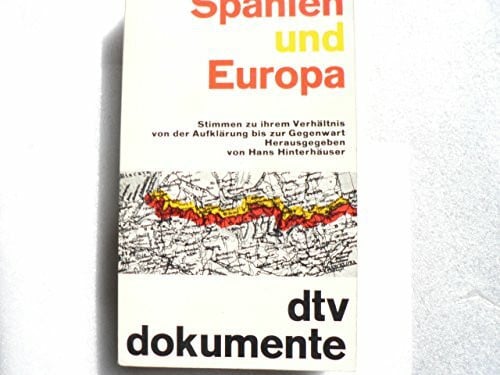 Spanien
und
Europa
Stimmen zu ihrem Verhältnis
von der Aufklärung bis zur Gegenwart
Herausgegeben
von Hans Hinterhäuser
dtv
dokumente